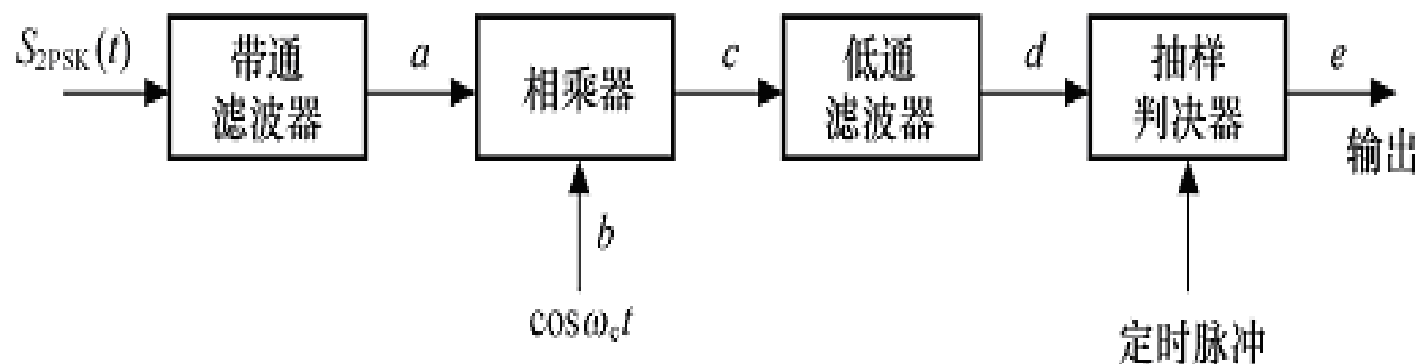 S2PSK(t)
带通
滤波器
a
相乘器
c
低通
滤波器
d
抽样
判决器
e
输出
b
cosωct
定时脉冲